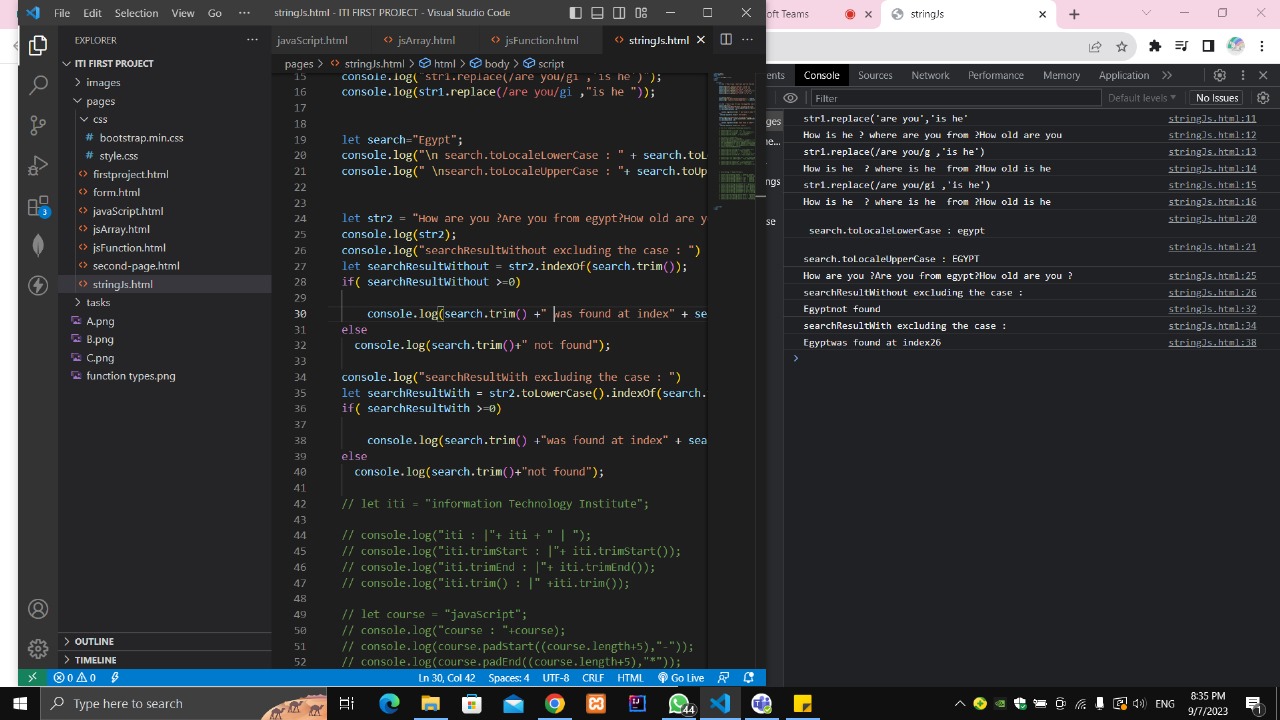 File Edit Selection View Go ··· stringJs.html - ITI FIRST PROJECT - Visual Studio Code
oft Teams
stringJs
EXPLORER ···
ITI FIRST PROJECT
images
pages
css
# bootstrap.min.css
# style.css
<> firstproject.html
<> form.html
<> javaScript.html
<> jsArray.html
<> jsFunction.html
<> second-page.html
<> stringJs.html
tasks
A.png
B.png
C.png
function types.png
OUTLINE
TIMELINE
3
javaScript.html <> jsArray.html <> jsFunction.html <> stringJs.html
pages > <> stringJs.html > html > body > script
15 console.log("str1.replace(/are you/gi ,'is he')");
16 console.log(str1.replace(/are you/gi ,"is he "));
17
18
19 let search="Egypt";
20 console.log("\n search.toLocaleLowerCase : " + search.toL
21 console.log(" \nsearch.toLocaleUpperCase : "+ search.toUp
22
23
24 let str2 = "How are you ?Are you from egypt?How old are y
25 console.log(str2);
26 console.log("searchResultWithout excluding the case : ")
27 let searchResultWithout = str2.indexOf(search.trim());
28 if( searchResultWithout >=0)
29
30 console.log(search.trim() +" was found at index" + se
31 else
32 console.log(search.trim()+" not found");
33
34 console.log("searchResultWith excluding the case : ")
35 let searchResultWith = str2.toLowerCase().indexOf(search.
36 if( searchResultWith >=0)
37
38 console.log(search.trim() +"was found at index" + sea
39 else
40 console.log(search.trim()+"not found");
41
42 // let iti = "information Technology Institute";
43
44 // console.log("iti : |"+ iti + " | ");
45 // console.log("iti.trimStart : |"+ iti.trimStart());
46 // console.log("iti.trimEnd : |"+ iti.trimEnd());
47 // console.log("iti.trim() : |" +iti.trim());
48
49 // let course = "javaScript";
50 // console.log("course : "+course);
51 // console.log(course.padStart((course.length+5),"-"));
52 // console.log(course.padEnd((course.length+5),"*"));
0 0 Ln 30, Col 42 Spaces: 4 UTF-8 CRLF HTML Go Live
ents Console Sources Network Performance Memory Application
Filter Default levels No Issues
ges
e...
ngs
se
str1.replace('are you','is he' stringJs.html:11
How is he ? where are you from ?How old are you stringJs.html:12
str1.replace(/are you/g ,'is he') stringJs.html:13
How is he ? where is he from ?How old is he stringJs.html:14
str1.replace(/are you/gi ,'is he') stringJs.html:15
How is he ? where is he from ?How old is he stringJs.html:16
stringJs.html:20
search.toLocaleLowerCase : egypt
stringJs.html:21
search.toLocaleUpperCase : EGYPT
How are you ?Are you from egypt?How old are you ? stringJs.html:25
searchResultWithout excluding the case : stringJs.html:26
Egyptnot found stringJs.html:32
searchResultWith excluding the case : stringJs.html:34
Egyptwas found at index26 stringJs.html:38
Type here to search
44
ENG
8:35 PM
9/7/2023
1